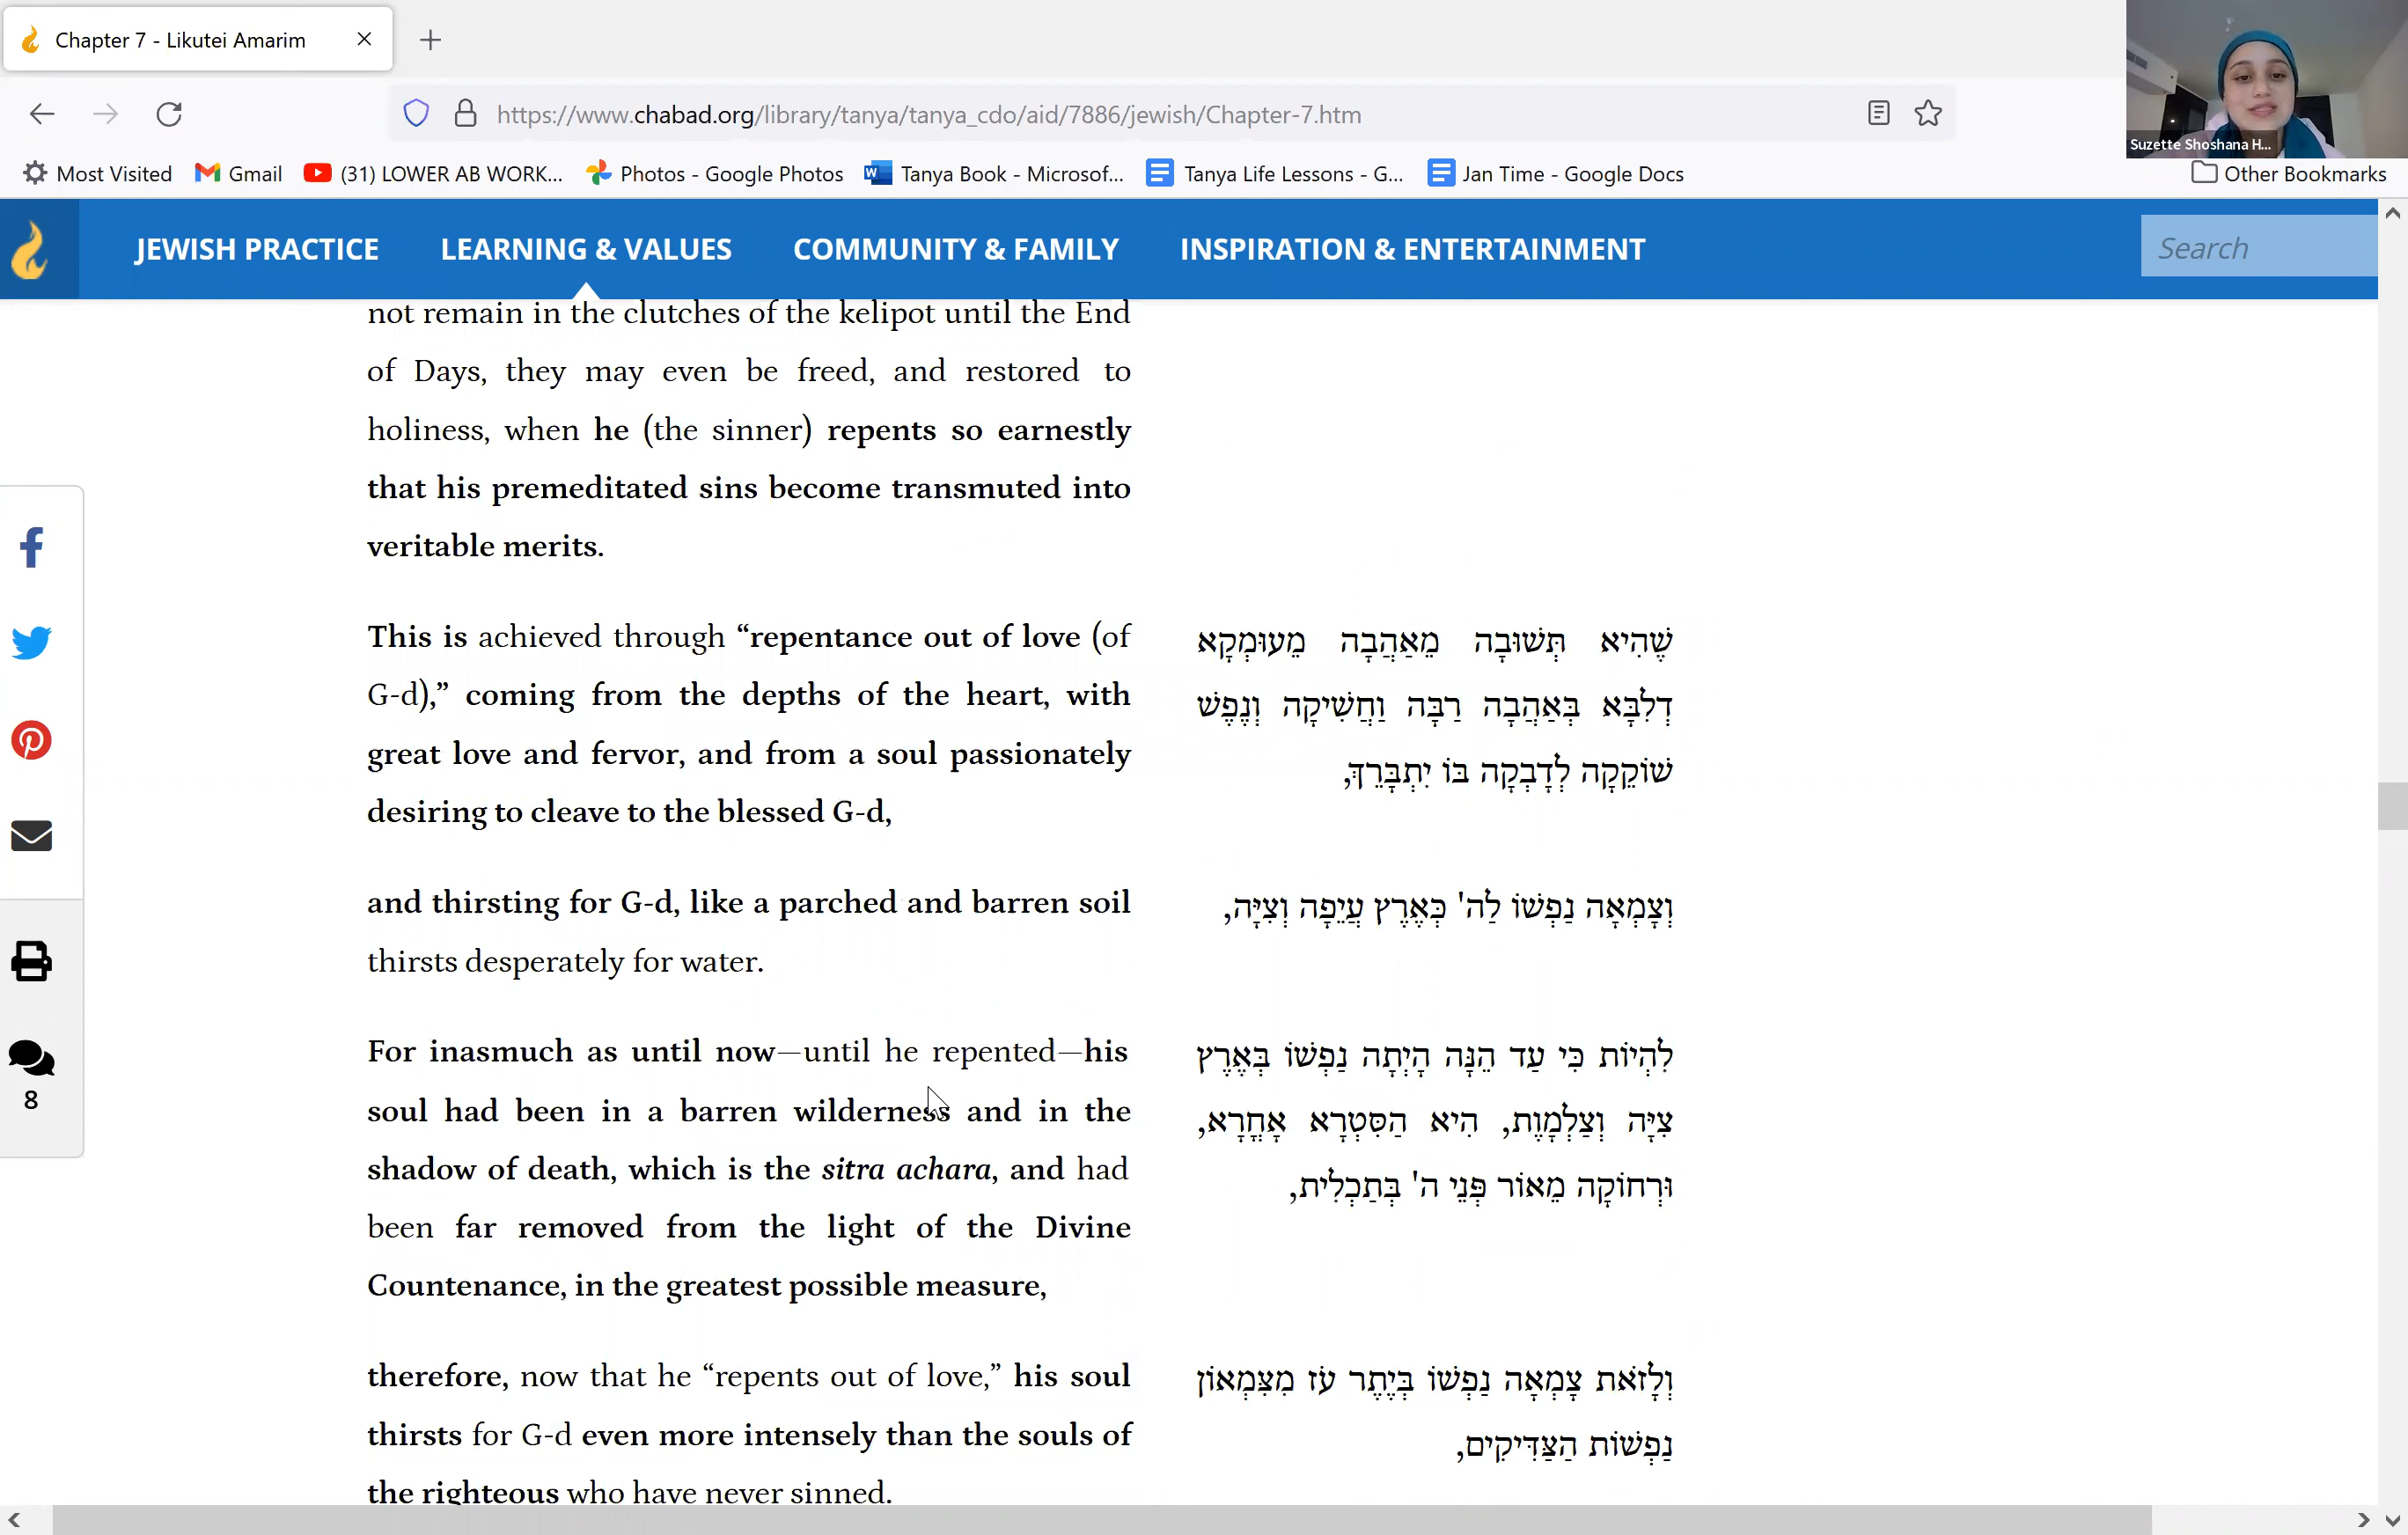 Chapter 7 - Likutei Amarim
https://www.chabad.org/library/tanya/tanya_cdo/aid/7886/jewish/Chapter-7.htm
Suzette Shoshana H...
Most Visited
Gmail
(31) LOWER AB WORK...
Photos - Google Photos
Tanya Book - Microsof...
Tanya Life Lessons - G...
Jan Time - Google Docs
Other Bookmarks
JEWISH PRACTICE
LEARNING & VALUES
COMMUNITY & FAMILY
INSPIRATION & ENTERTAINMENT
Search
not remain in the clutches of the kelipot until the End
of Days, they may even be freed, and restored to
holiness, when he (the sinner) repents so earnestly
that his premeditated sins become transmuted into
veritable merits.
This is achieved through “repentance out of love (of
G-d),” coming from the depths of the heart, with
great love and fervor, and from a soul passionately
desiring to cleave to the blessed G-d,
שֶׁהִיא תְּשׁוּבָה מֵאַהֲבָה מֵעוּמְקָא
דְלִבָּא בְּאַהֲבָה רַבָּה וַחֲשִׁיקָה וְנֶפֶשׁ
שׁוֹקֵקָה לְדָבְקָה בּוֹ יִתְבָּרֵךְ,
and thirsting for G-d, like a parched and barren soil
thirsts desperately for water.
וְצָמְאָה נַפְשׁוֹ לַה' כְּאֶרֶץ עֲיֵפָה וְצִיָּה,
For inasmuch as until now—until he repented—his
soul had been in a barren wilderness and in the
shadow of death, which is the sitra achara, and had
been far removed from the light of the Divine
Countenance, in the greatest possible measure,
לִהְיוֹת כִּי עַד הֵנָּה הָיְתָה נַפְשׁוֹ בְּאֶרֶץ
צִיָּה וְצַלְמָוֶת, הִיא הַסִּטְרָא אָחֳרָא,
וּרְחוֹקָה מֵאוֹר פְּנֵי ה' בְּתַכְלִית,
therefore, now that he “repents out of love,” his soul
thirsts for G-d even more intensely than the souls of
the righteous who have never sinned.
וְלָזֹאת צָמְאָה נַפְשׁוֹ בְּיֶתֶר עֹז מִצִּמְאוֹן
נַפְשׁוֹת הַצַּדִּיקִים,
8